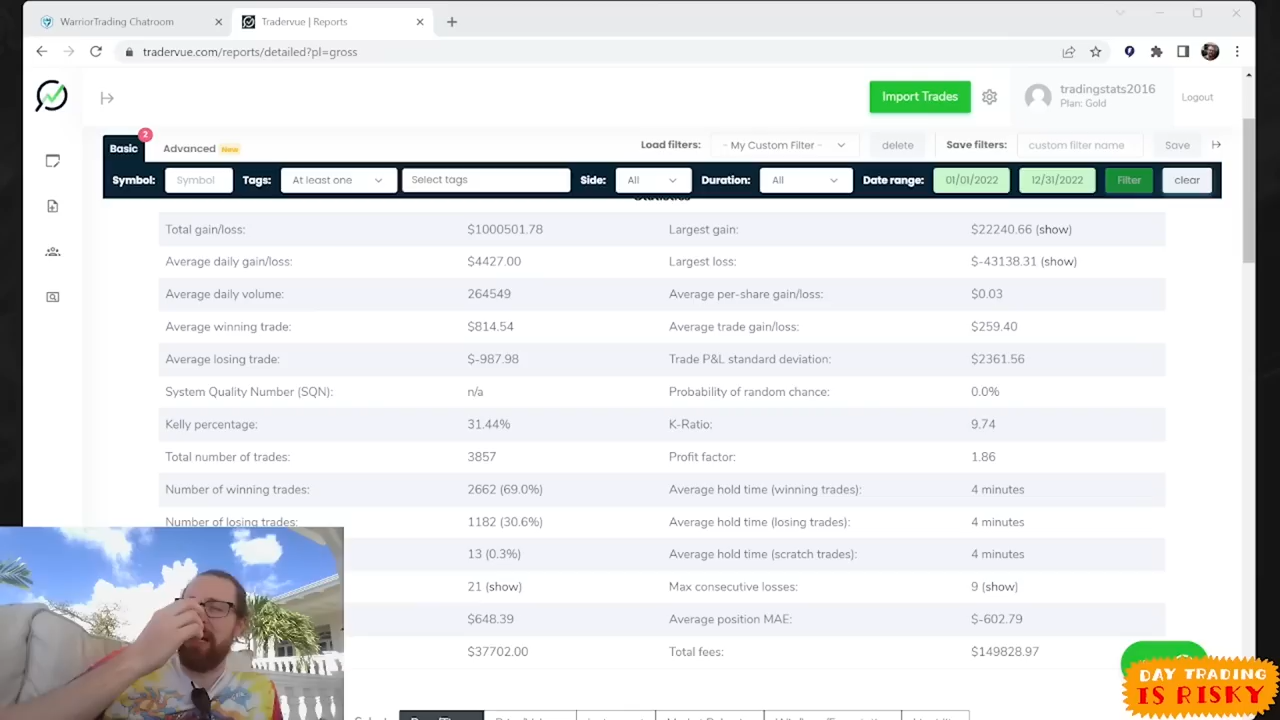 WarriorTrading Chatroom
Tradervue | Reports
tradervue.com/reports/detailed?pl=gross
Import Trades
tradingstats2016
Plan: Gold
Logout
2
Basic
Advanced New
Load filters: - My Custom Filter - delete Save filters: custom filter name Save
Symbol: Symbol Tags: At least one Select tags Side: All Duration: All Date range: 01/01/2022 12/31/2022 Filter clear
Statistics
Total gain/loss: $1000501.78 Largest gain: $22240.66 (show)
Average daily gain/loss: $4427.00 Largest loss: $-43138.31 (show)
Average daily volume: 264549 Average per-share gain/loss: $0.03
Average winning trade: $814.54 Average trade gain/loss: $259.40
Average losing trade: $-987.98 Trade P&L standard deviation: $2361.56
System Quality Number (SQN): n/a Probability of random chance: 0.0%
Kelly percentage: 31.44% K-Ratio: 9.74
Total number of trades: 3857 Profit factor: 1.86
Number of winning trades: 2662 (69.0%) Average hold time (winning trades): 4 minutes
Number of losing trades: 1182 (30.6%) Average hold time (losing trades): 4 minutes
13 (0.3%) Average hold time (scratch trades): 4 minutes
21 (show) Max consecutive losses: 9 (show)
$648.39 Average position MAE: $-602.79
$37702.00 Total fees: $149828.97
DAY TRADING
IS RISKY